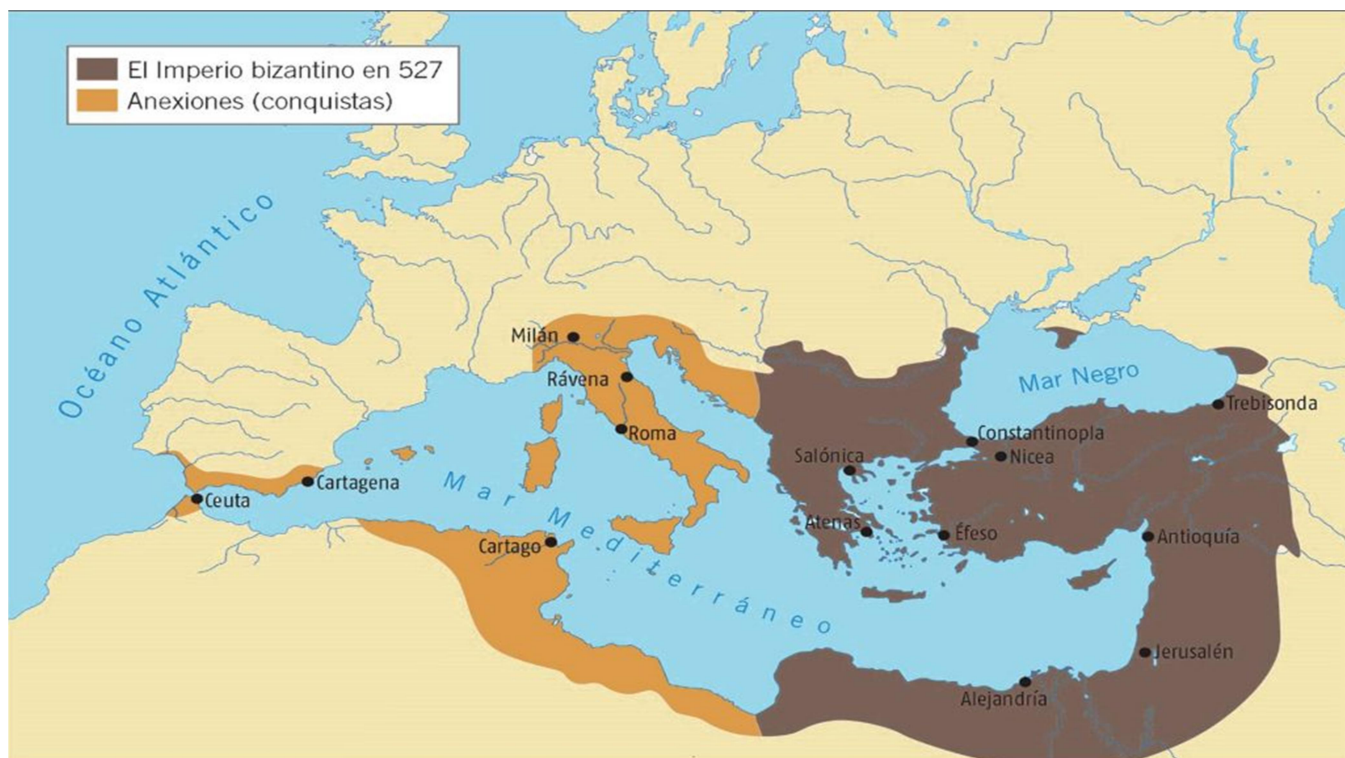 El Imperio bizantino en 527
Anexiones (conquistas)
Océano Atlántico
Milán
Rávena
Roma
Mar Negro
Trebisonda
Constantinopla
Nicea
Salónica
Cartagena
Ceuta
Mar Mediterráneo
Cartago
Atenas
Éfeso
Antioquía
Jerusalén
Alejandría